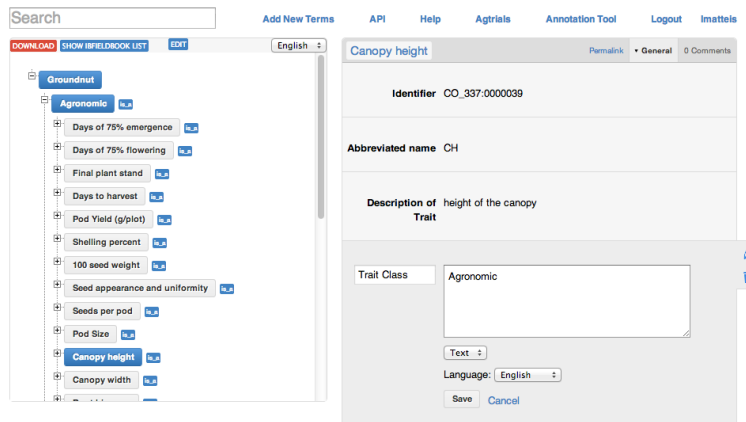 Search
Add New Terms API Help Agtrials Annotation Tool Logout lmatteis
DOWNLOAD SHOW IBFIELDBOOK LIST EDIT English
Groundnut
Agronomic is_a
Days of 75% emergence is_a
Days of 75% flowering is_a
Final plant stand is_a
Days to harvest is_a
Pod Yield (g/plot) is_a
Shelling percent is_a
100 seed weight is_a
Seed appearance and uniformity is_a
Seeds per pod is_a
Pod Size is_a
Canopy height is_a
Canopy width is_a
Canopy height Permalink General 0 Comments
Identifier CO_337:0000039
Abbreviated name CH
Description of height of the canopy
Trait
Trait Class Agronomic
Text
Language: English
Save Cancel